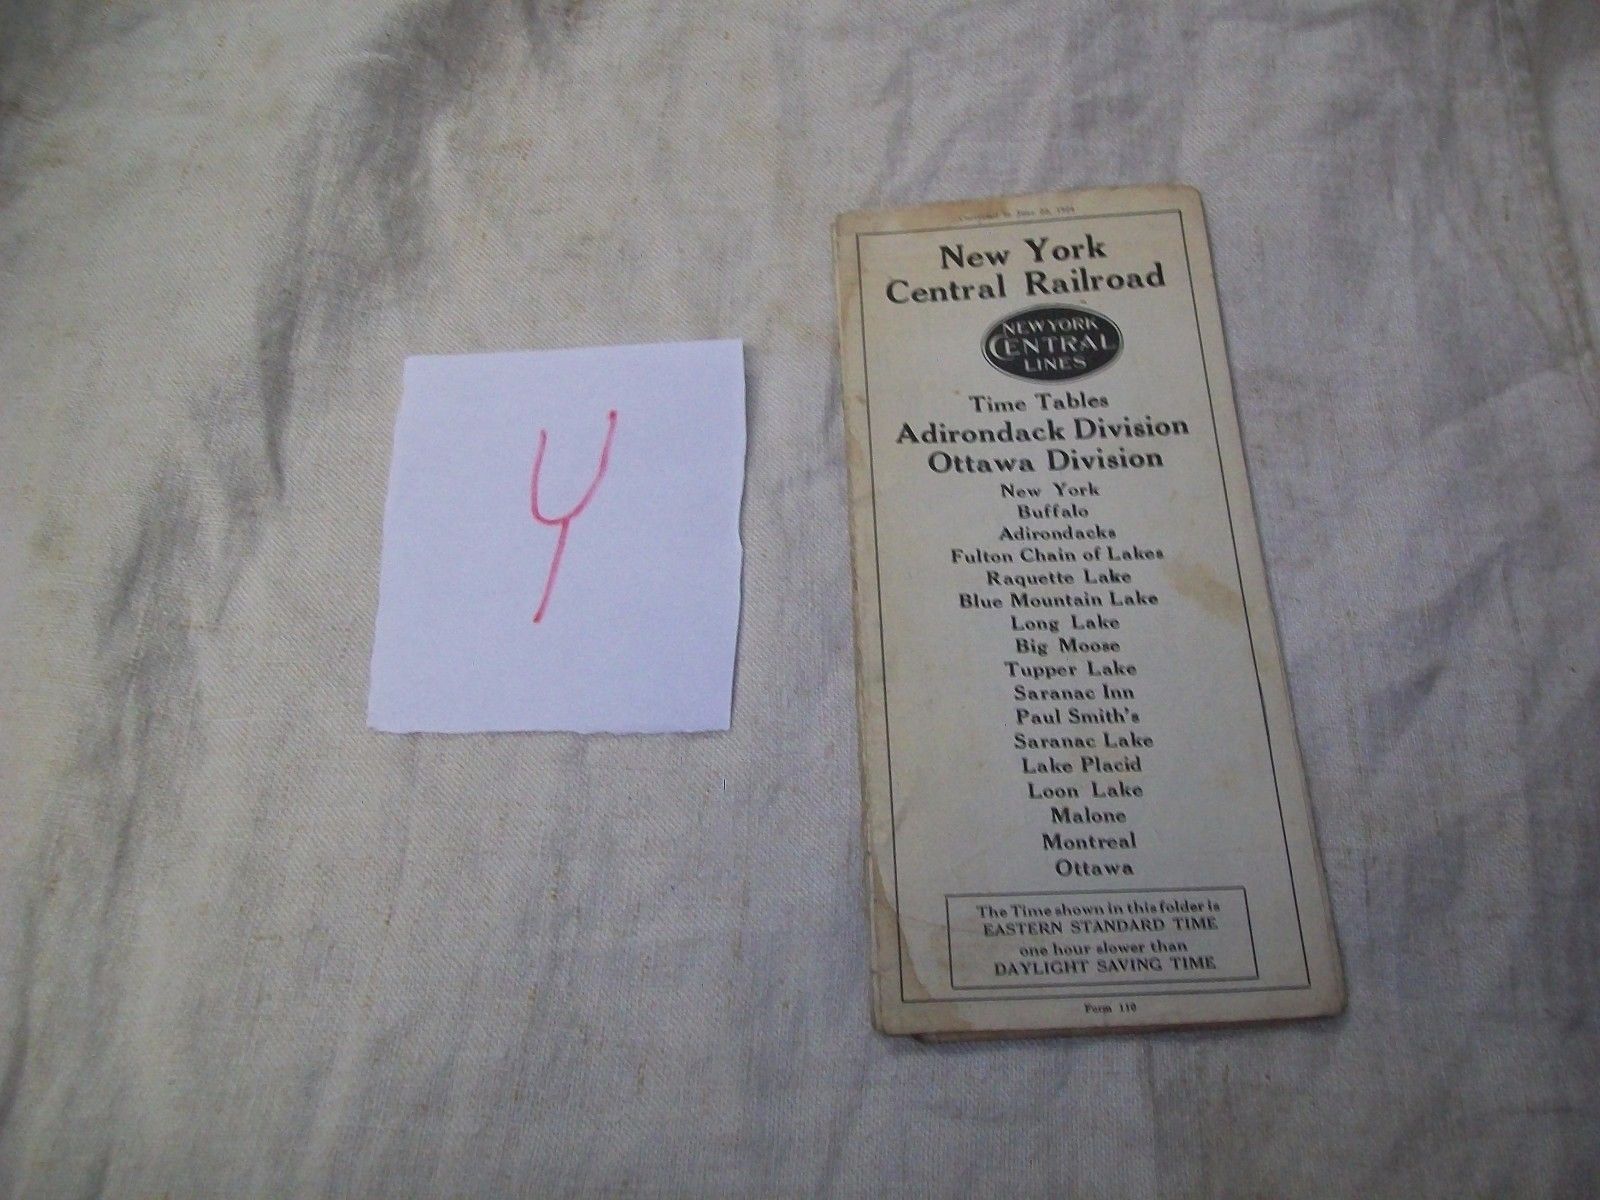 Y
New York
Central Railroad
NEW YORK
CENTRAL
LINES
Time Tables
Adirondack Division
Ottawa Division
New York
Buffalo
Adirondacks
Fulton Chain of Lakes
Raquette Lake
Blue Mountain Lake
Long Lake
Big Moose
Tupper Lake
Saranac Inn
Paul Smith's
Saranac Lake
Lake Placid
Loon Lake
Malone
Montreal
Ottawa
The Time shown in this folder is
EASTERN STANDARD TIME
one hour slower than
DAYLIGHT SAVING TIME
Form 110